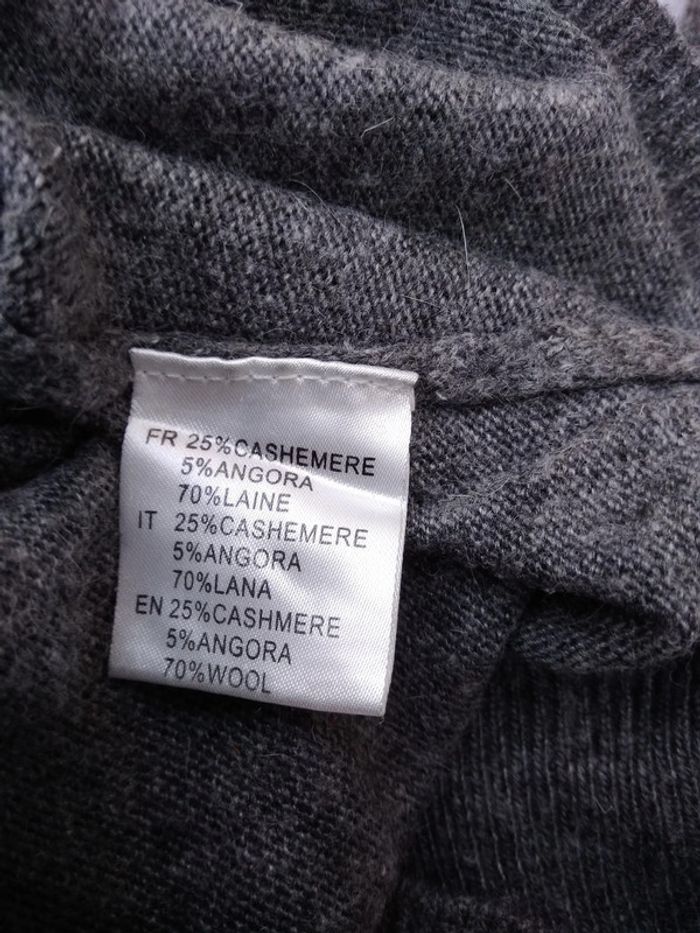 FR 25%CASHEMERE
5%ANGORA
70%LAINE
IT 25%CASHEMERE
5%ANGORA
70%LANA
EN 25%CASHMERE
5%ANGORA
70%WOOL